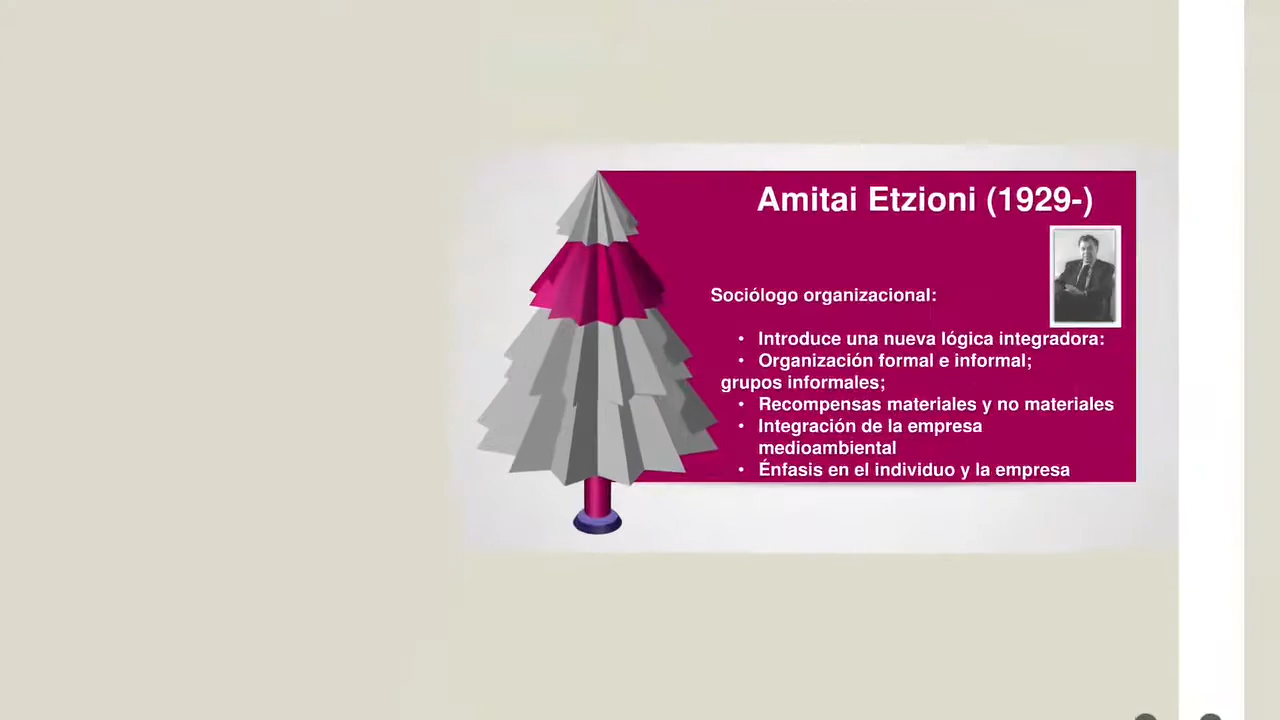 Amitai Etzioni (1929-)
Sociólogo organizacional:
• Introduce una nueva lógica integradora:
• Organización formal e informal;
grupos informales;
• Recompensas materiales y no materiales
• Integración de la empresa
medioambiental
• Énfasis en el individuo y la empresa